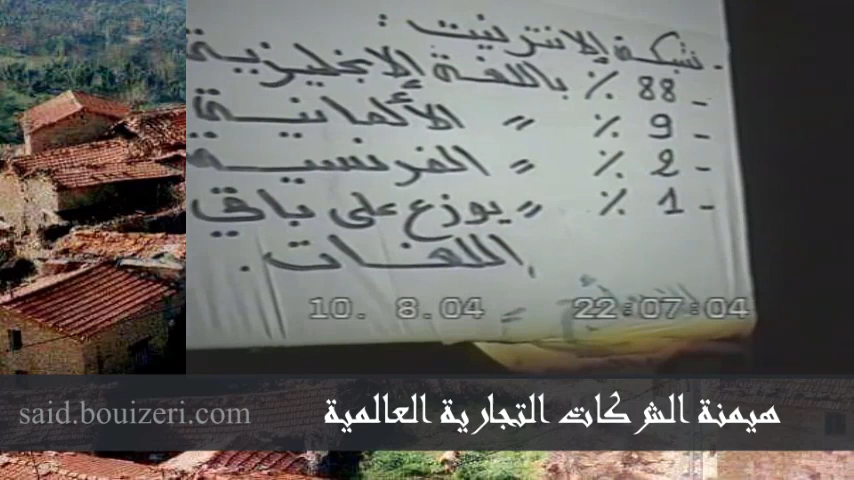 - شبكة الإنترنيت :
- 88 ٪ باللغة الإنجليزية
- 9 ٪ " الألمانية
- 2 ٪ " الفرنسية
- 1 ٪ " يوزع على باقي
اللغات.
10. 8.04 22:07:04
هيمنة الشركات التجارية العالمية
said.bouizeri.com